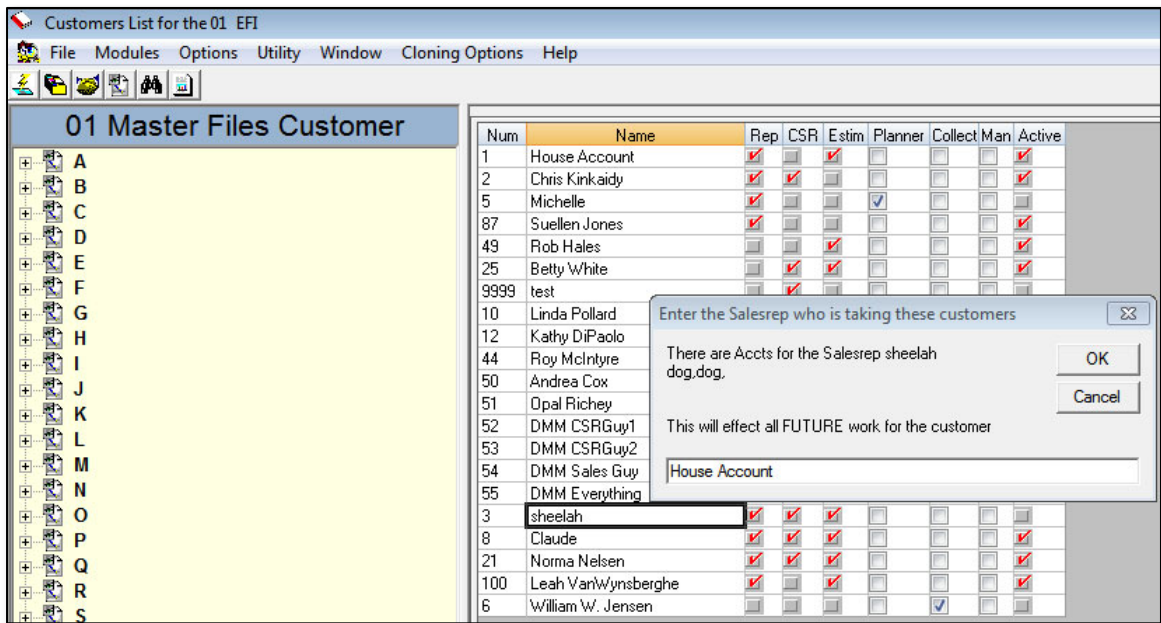 Customers List for the 01 EFI
File Modules Options Utility Window Cloning Options Help
01 Master Files Customer
A
B
C
D
E
F
G
H
I
J
K
L
M
N
O
P
Q
R
S
Num Name Rep CSR Estim Planner Collect Man Active
1 House Account
2 Chris Kinkaidy
5 Michelle
87 Suellen Jones
49 Rob Hales
25 Betty White
9999 test
10 Linda Pollard
12 Kathy DiPaolo
44 Roy McIntyre
50 Andrea Cox
51 Opal Richey
52 DMM CSRGuy1
53 DMM CSRGuy2
54 DMM Sales Guy
55 DMM Everything
3 sheelah
8 Claude
21 Norma Nelsen
100 Leah VanWynsberghe
6 William W. Jensen
Enter the Salesrep who is taking these customers
There are Accts for the Salesrep sheelah
dog,dog,
OK
Cancel
This will effect all FUTURE work for the customer
House Account